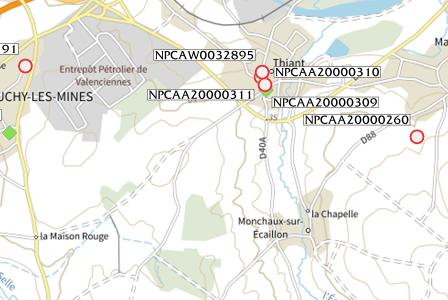 91
NPCAW0032895
Thiant
NPCAA20000310
Entrepôt Pétrolier de
Valenciennes
UCHY-LES-MINES
NPCAA20000311
NPCAA20000309
NPCAA20000260
D88
D40A
la Chapelle
Monchaux-sur-
Écaillon
la Maison Rouge
Selle